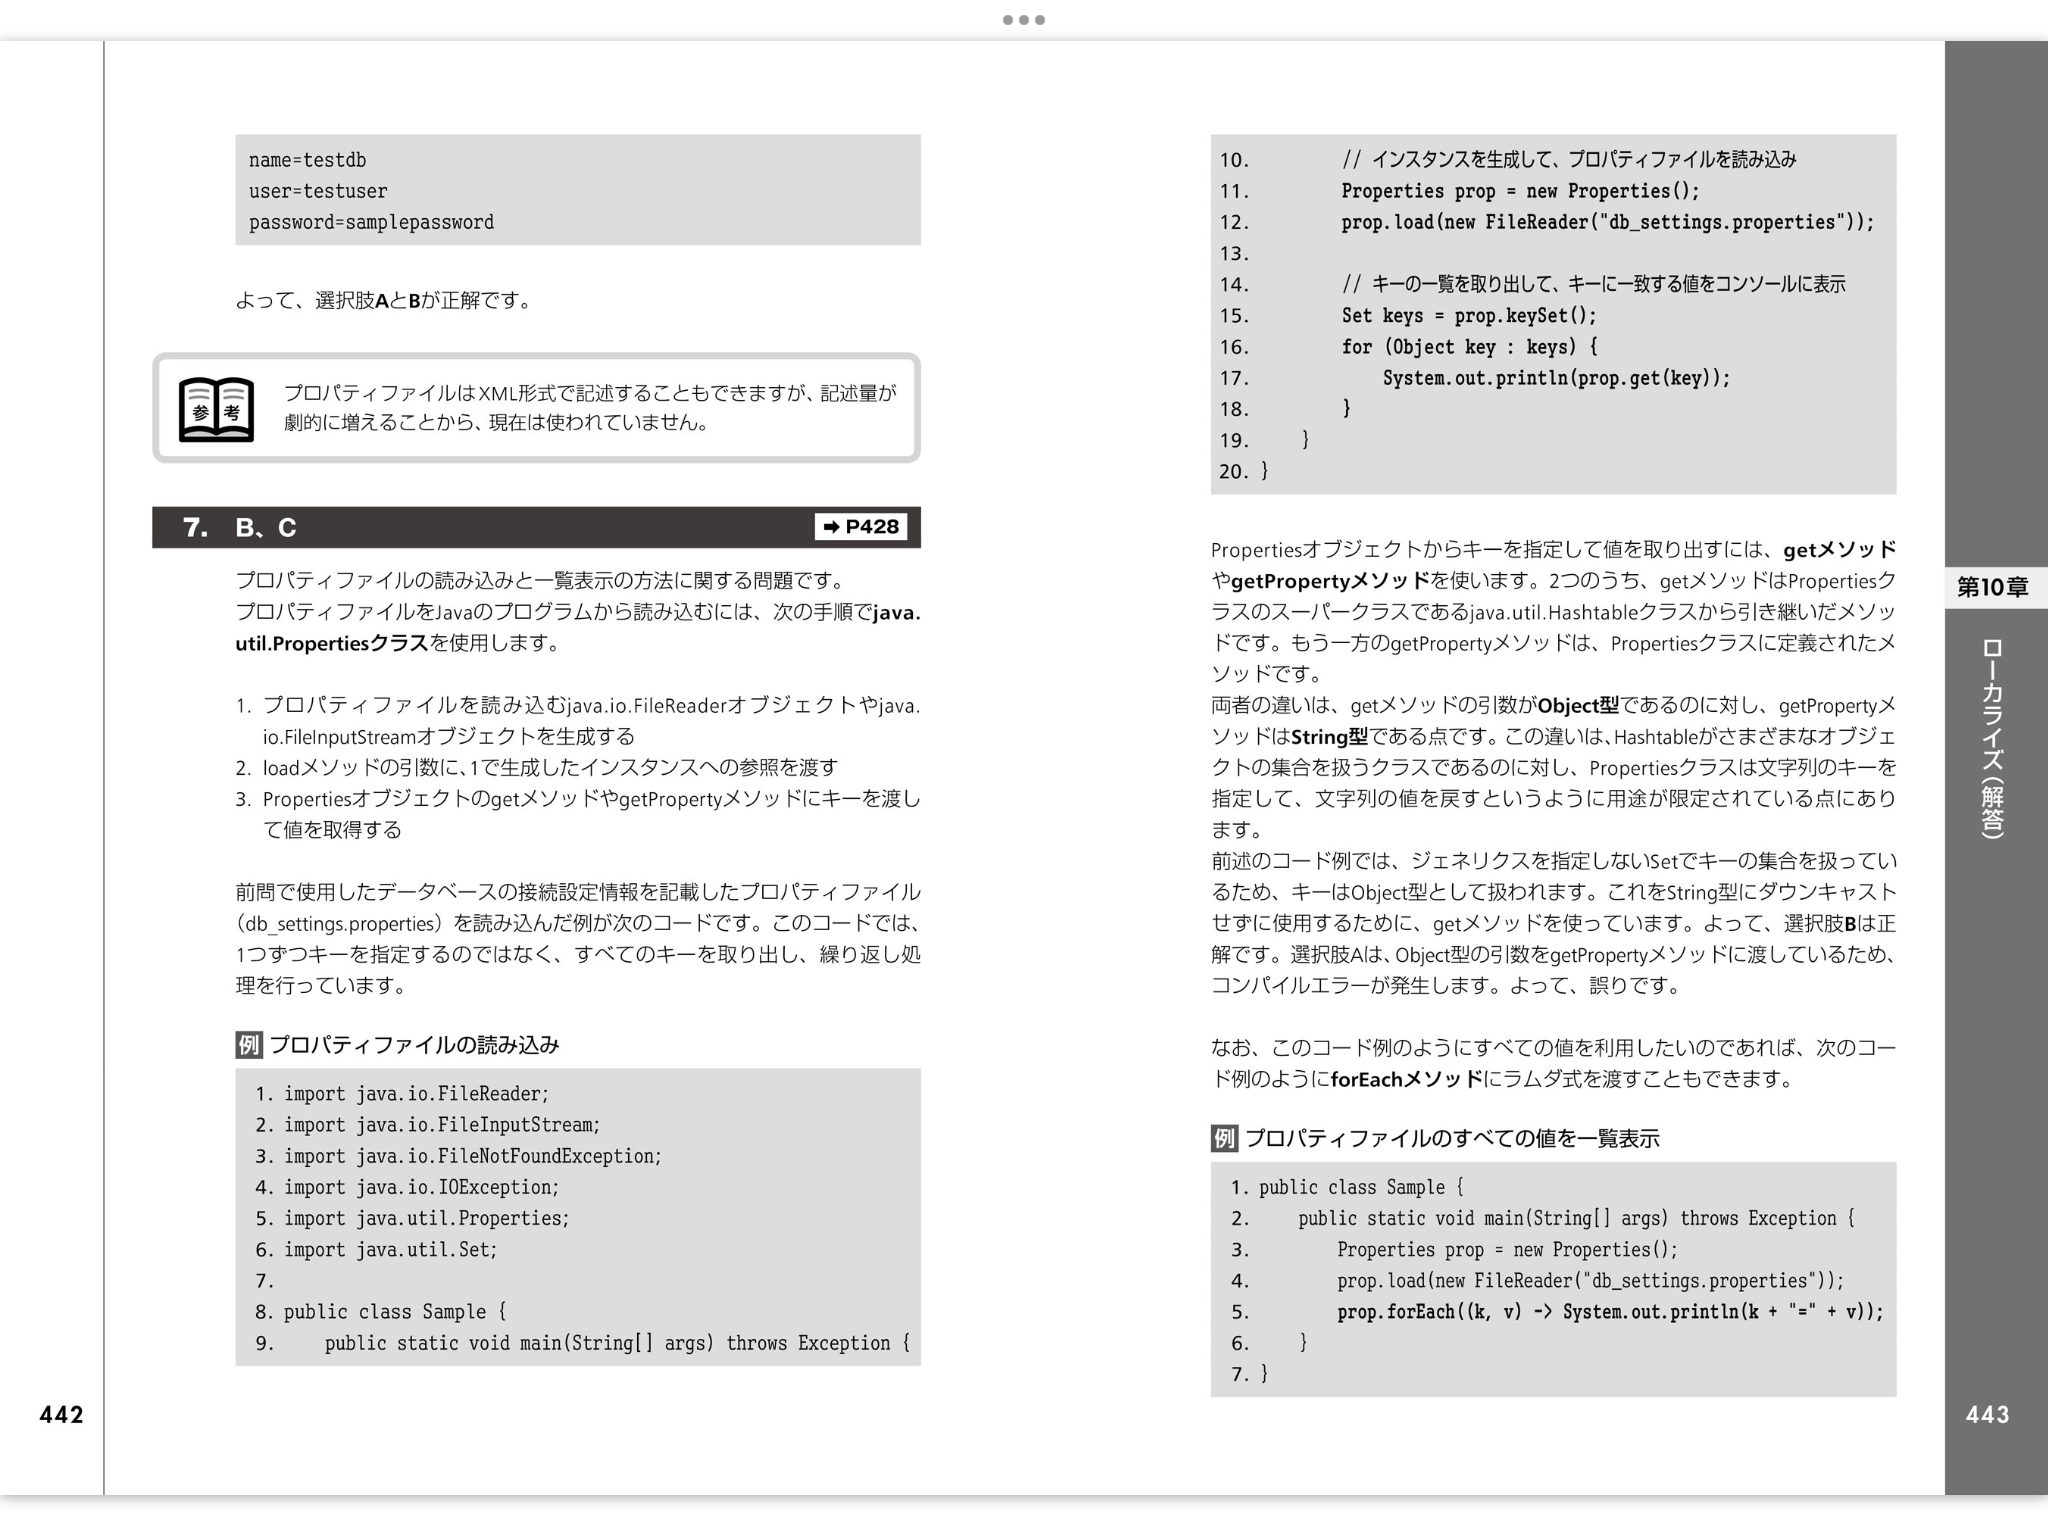 name=testdb
user=testuser
password=samplepassword
よって、選択肢AとBが正解です。
参考
プロパティファイルはXML形式で記述することもできますが、記述量が
劇的に増えることから、現在は使われていません。
7. B、C
➡ P428
プロパティファイルの読み込みと一覧表示の方法に関する問題です。
プロパティファイルをJavaのプログラムから読み込むには、次の手順でjava.
util.Propertiesクラスを使用します。
1. プロパティファイルを読み込むjava.io.FileReaderオブジェクトやjava.
io.FileInputStreamオブジェクトを生成する
2. loadメソッドの引数に、1で生成したインスタンスへの参照を渡す
3. PropertiesオブジェクトのgetメソッドやgetPropertyメソッドにキーを渡し
て値を取得する
前問で使用したデータベースの接続設定情報を記載したプロパティファイル
（db_settings.properties）を読み込んだ例が次のコードです。このコードでは、
1つずつキーを指定するのではなく、すべてのキーを取り出し、繰り返し処
理を行っています。
例 プロパティファイルの読み込み
1. import java.io.FileReader;
2. import java.io.FileInputStream;
3. import java.io.FileNotFoundException;
4. import java.io.IOException;
5. import java.util.Properties;
6. import java.util.Set;
7.
8. public class Sample {
9.     public static void main(String[] args) throws Exception {
442
10.         // インスタンスを生成して、プロパティファイルを読み込み
11.         Properties prop = new Properties();
12.         prop.load(new FileReader("db_settings.properties"));
13.
14.         // キーの一覧を取り出して、キーに一致する値をコンソールに表示
15.         Set keys = prop.keySet();
16.         for (Object key : keys) {
17.             System.out.println(prop.get(key));
18.         }
19.     }
20. }
Propertiesオブジェクトからキーを指定して値を取り出すには、getメソッド
やgetPropertyメソッドを使います。2つのうち、getメソッドはPropertiesク
ラスのスーパークラスであるjava.util.Hashtableクラスから引き継いだメソッ
ドです。もう一方のgetPropertyメソッドは、Propertiesクラスに定義されたメ
ソッドです。
両者の違いは、getメソッドの引数がObject型であるのに対し、getPropertyメ
ソッドはString型である点です。この違いは、Hashtableがさまざまなオブジェ
クトの集合を扱うクラスであるのに対し、Propertiesクラスは文字列のキーを
指定して、文字列の値を戻すというように用途が限定されている点にあり
ます。
前述のコード例では、ジェネリクスを指定しないSetでキーの集合を扱ってい
るため、キーはObject型として扱われます。これをString型にダウンキャスト
せずに使用するために、getメソッドを使っています。よって、選択肢Bは正
解です。選択肢Aは、Object型の引数をgetPropertyメソッドに渡しているため、
コンパイルエラーが発生します。よって、誤りです。
なお、このコード例のようにすべての値を利用したいのであれば、次のコー
ド例のようにforEachメソッドにラムダ式を渡すこともできます。
例 プロパティファイルのすべての値を一覧表示
1. public class Sample {
2.     public static void main(String[] args) throws Exception {
3.         Properties prop = new Properties();
4.         prop.load(new FileReader("db_settings.properties"));
5.         prop.forEach((k, v) -> System.out.println(k + "=" + v));
6.     }
7. }
第10章
ローカライズ（解答）
443